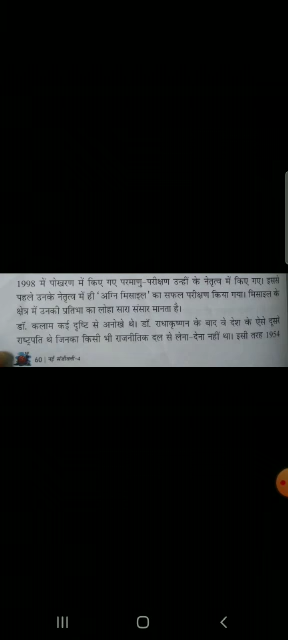 1998 में पोखरण में किए गए परमाणु-परीक्षण उन्हीं के नेतृत्व में किए गए। इससे
पहले उनके नेतृत्व में ही 'अग्नि मिसाइल' का सफल परीक्षण किया गया। मिसाइल के
क्षेत्र में उनकी प्रतिभा का लोहा सारा संसार मानता है।
डॉ. कलाम कई दृष्टि से अनोखे थे। डॉ. राधाकृष्णन के बाद वे देश के ऐसे दूसरे
राष्ट्रपति थे जिनका किसी भी राजनीतिक दल से लेना-देना नहीं था। इसी तरह 1954
60 | नई